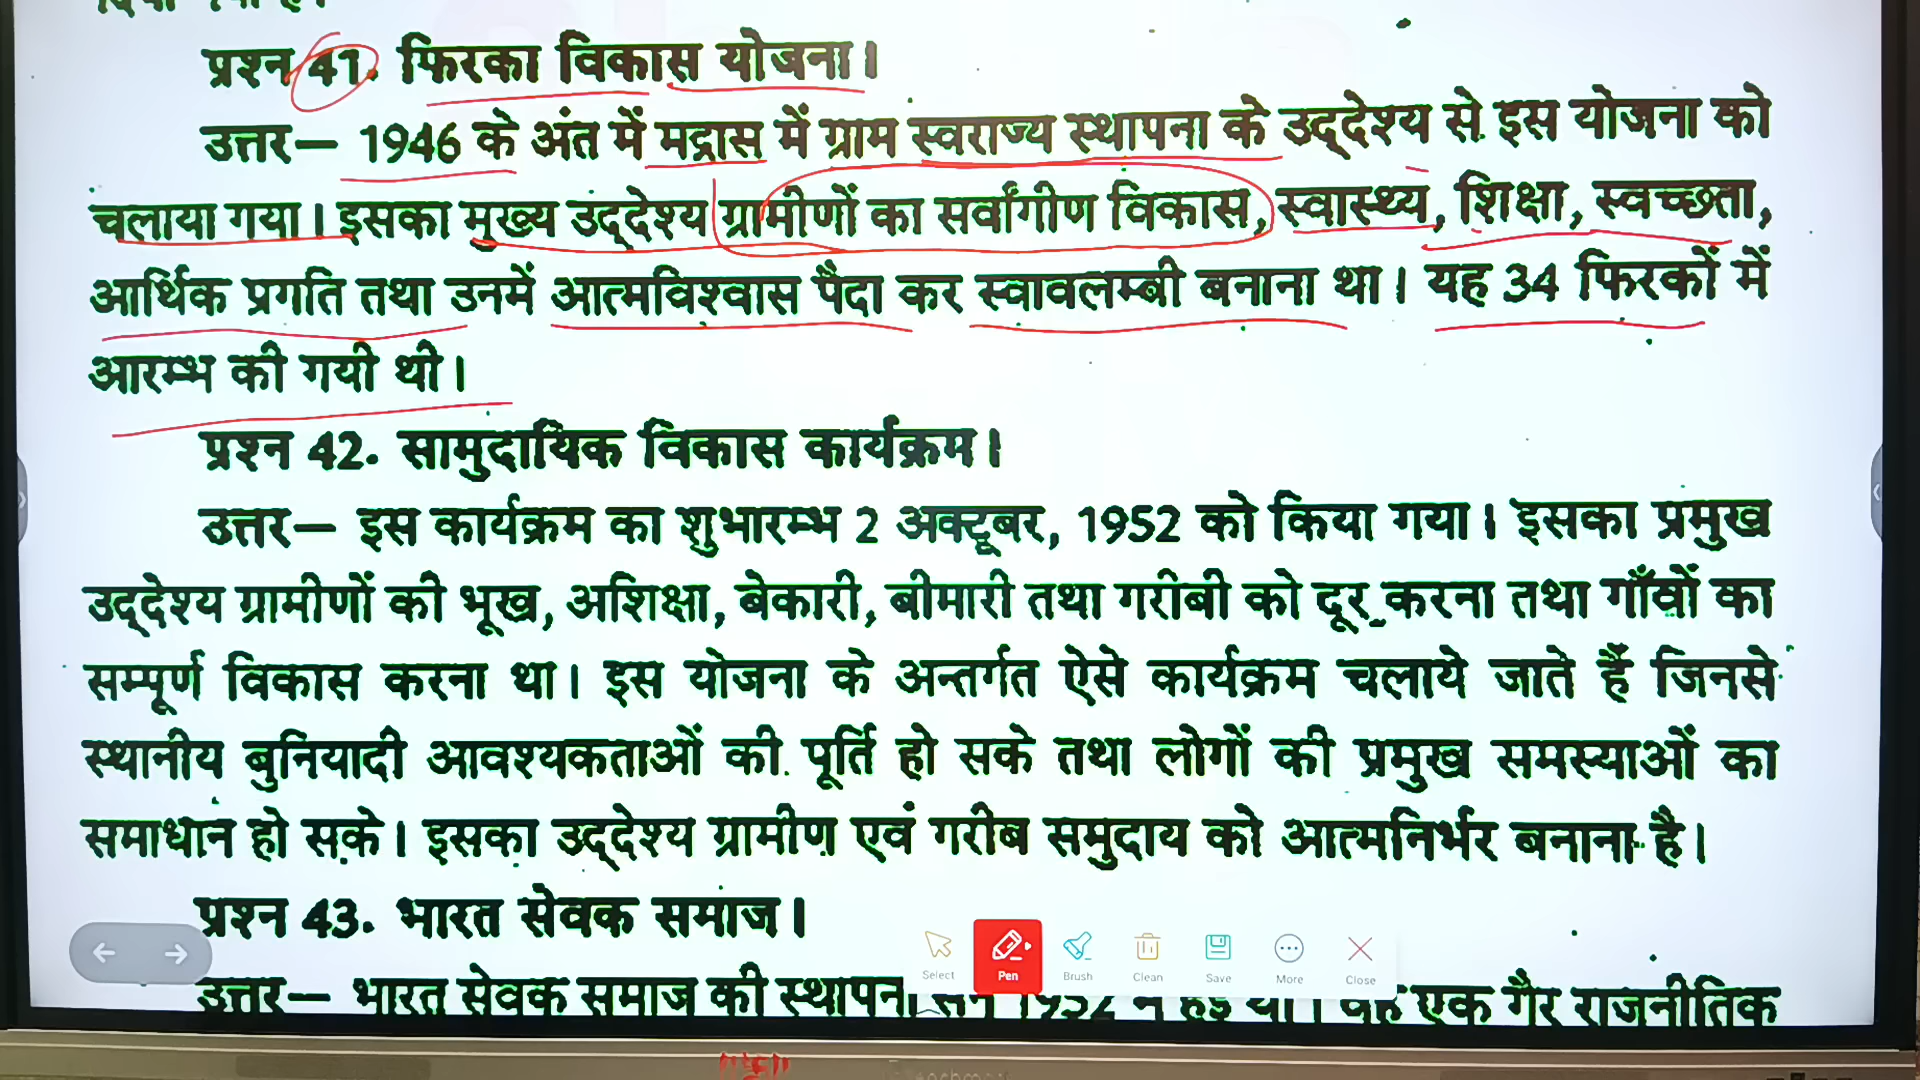 प्रश्न 41. फिरका विकास योजना।
उत्तर— 1946 के अंत में मद्रास में ग्राम स्वराज्य स्थापना के उद्देश्य से इस योजना को
चलाया गया। इसका मुख्य उद्देश्य ग्रामीणों का सर्वांगीण विकास, स्वास्थ्य, शिक्षा, स्वच्छता,
आर्थिक प्रगति तथा उनमें आत्मविश्वास पैदा कर स्वावलम्बी बनाना था। यह 34 फिरकों में
आरम्भ की गयी थी।
प्रश्न 42. सामुदायिक विकास कार्यक्रम।
उत्तर— इस कार्यक्रम का शुभारम्भ 2 अक्टूबर, 1952 को किया गया। इसका प्रमुख
उद्देश्य ग्रामीणों की भूख, अशिक्षा, बेकारी, बीमारी तथा गरीबी को दूर करना तथा गाँवों का
सम्पूर्ण विकास करना था। इस योजना के अन्तर्गत ऐसे कार्यक्रम चलाये जाते हैं जिनसे
स्थानीय बुनियादी आवश्यकताओं की पूर्ति हो सके तथा लोगों की प्रमुख समस्याओं का
समाधान हो सके। इसका उद्देश्य ग्रामीण एवं गरीब समुदाय को आत्मनिर्भर बनाना है।
प्रश्न 43. भारत सेवक समाज।
Select Pen Brush Clean Save More Close
उत्तर— भारत सेवक समाज की स्थापना सन् 1952 में हुई थी। यह एक गैर राजनीतिक